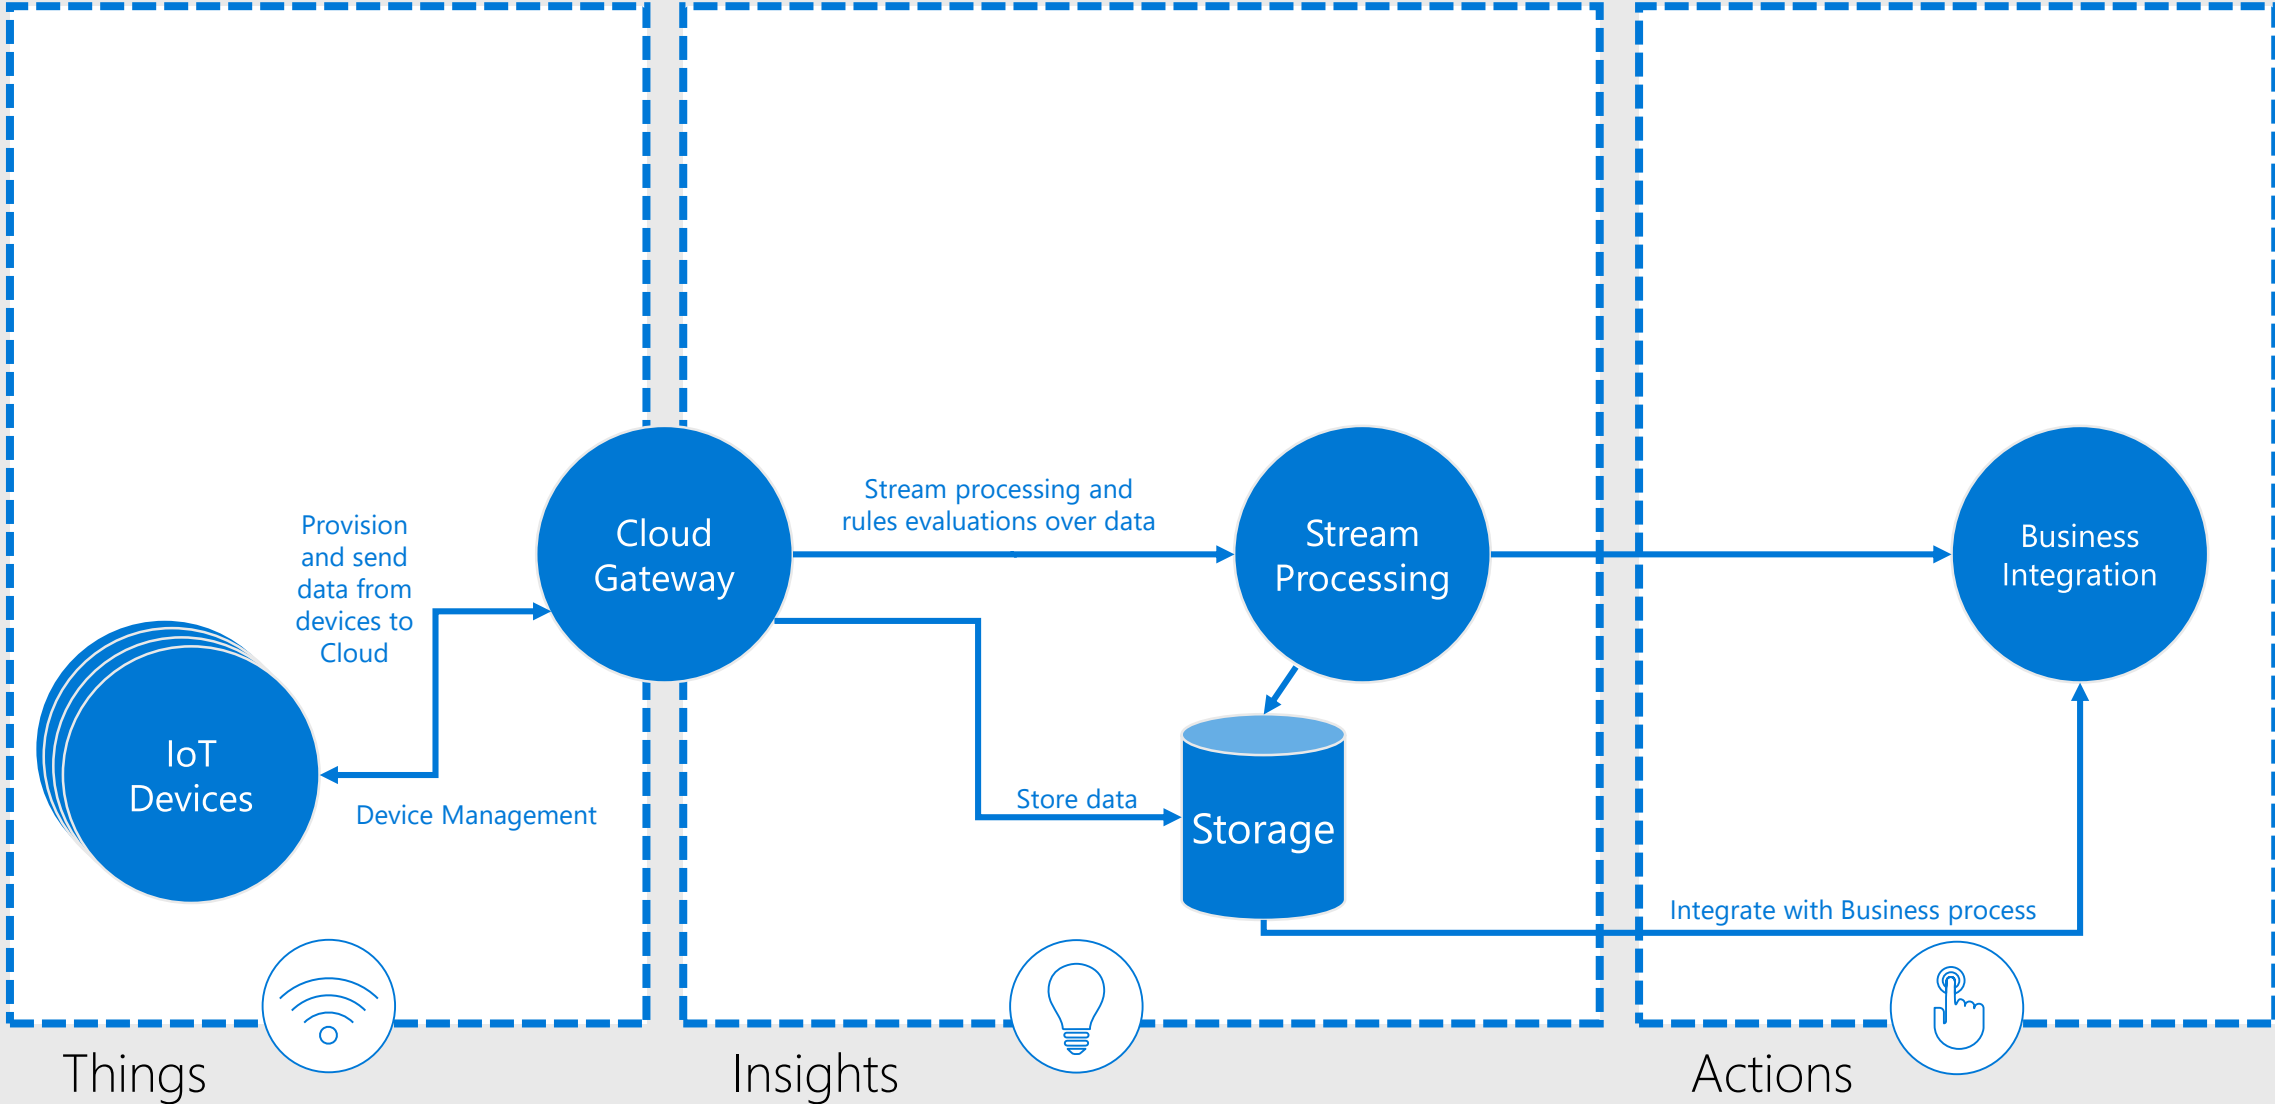 Provision
and send
data from
devices to
Cloud
IoT
Devices
Device Management
Cloud
Gateway
Stream processing and
rules evaluations over data
Stream
Processing
Store data
Storage
Business
Integration
Integrate with Business process
Things
Insights
Actions